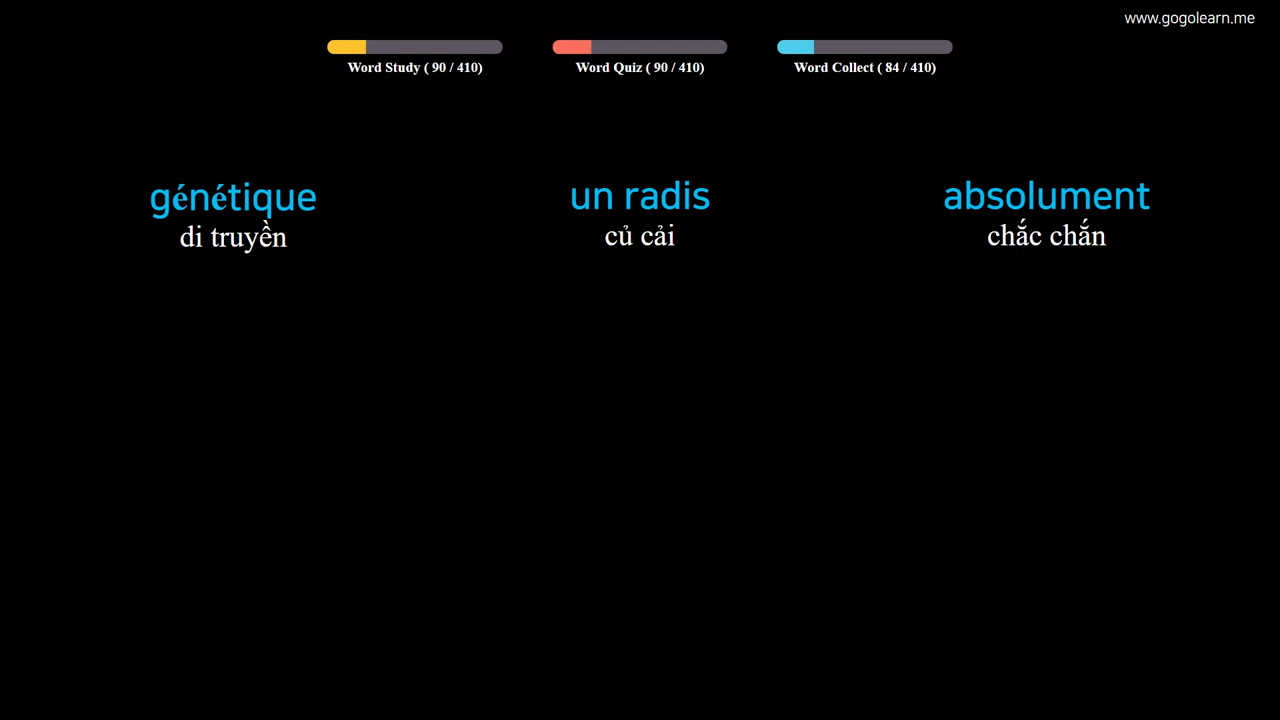 www.gogolearn.me
Word Study ( 90 / 410)
Word Quiz ( 90 / 410)
Word Collect ( 84 / 410)
génétique
di truyền
un radis
củ cải
absolument
chắc chắn